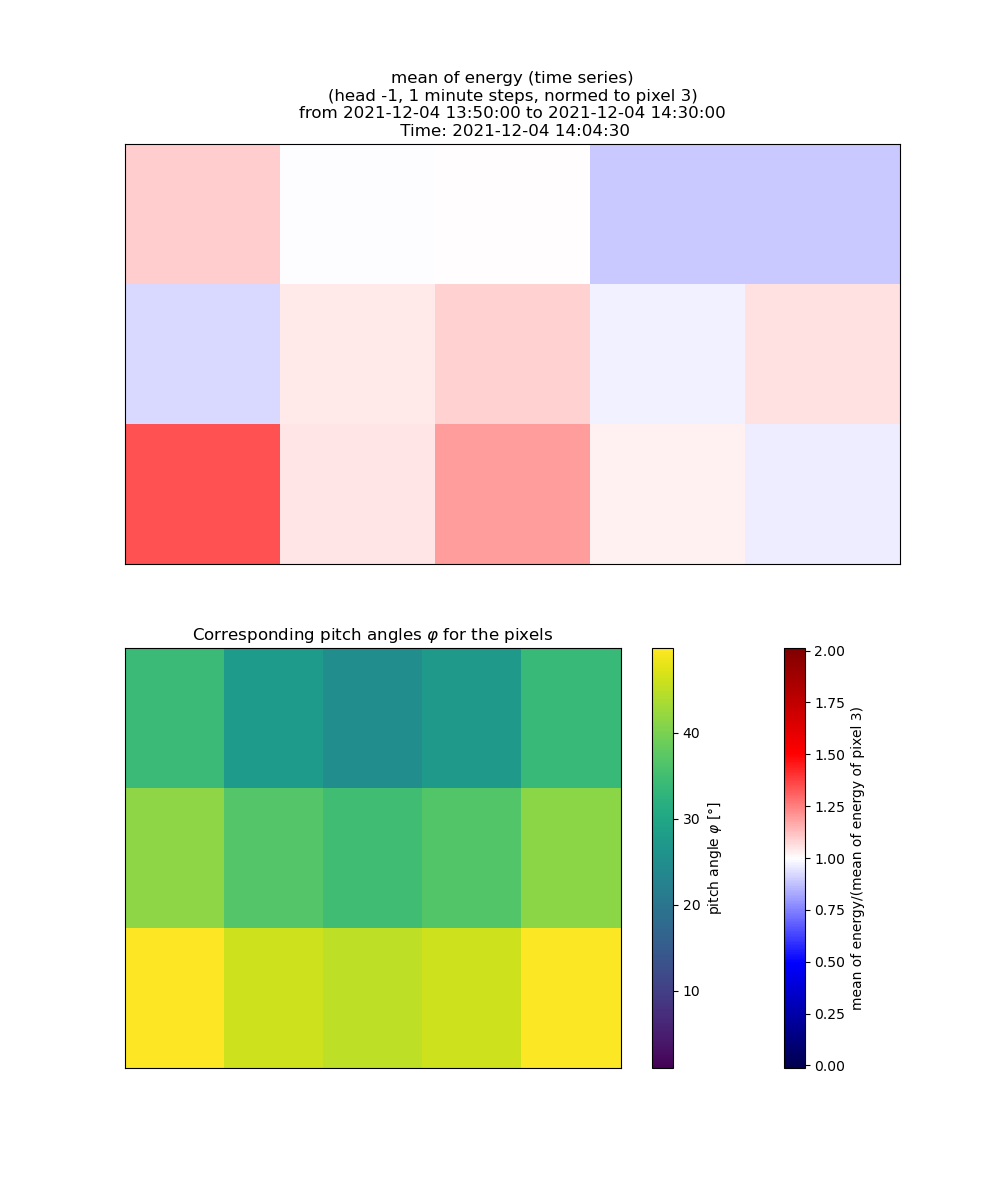 mean of energy (time series)
(head -1, 1 minute steps, normed to pixel 3)
from 2021-12-04 13:50:00 to 2021-12-04 14:30:00
Time: 2021-12-04 14:04:30
Corresponding pitch angles φ for the pixels
40
30
20
10
pitch angle φ [°]
2.00
1.75
1.50
1.25
1.00
0.75
0.50
0.25
0.00
mean of energy/(mean of energy of pixel 3)